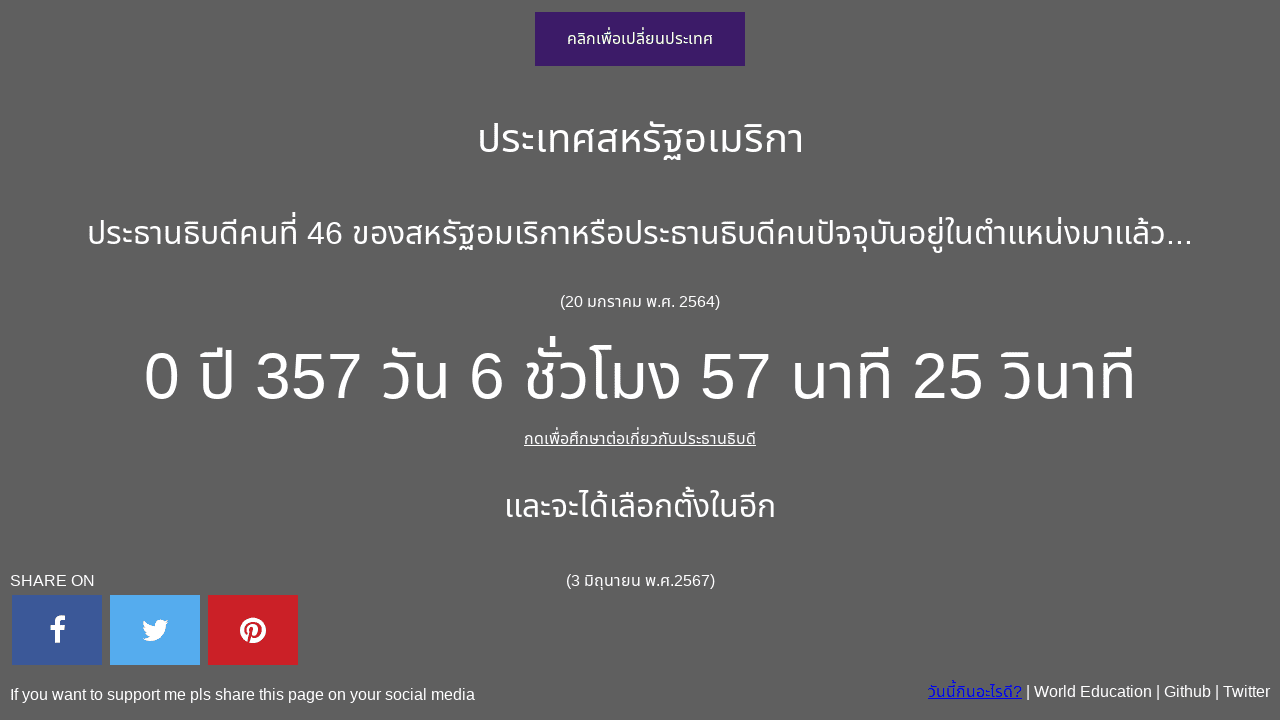 คลิกเพื่อเปลี่ยนประเทศ
ประเทศสหรัฐอเมริกา
ประธานธิบดีคนที่ 46 ของสหรัฐอมเริกาหรือประธานธิบดีคนปัจจุบันอยู่ในตำแหน่งมาแล้ว...
(20 มกราคม พ.ศ. 2564)
0 ปี 357 วัน 6 ชั่วโมง 57 นาที 25 วินาที
กดเพื่อศึกษาต่อเกี่ยวกับประธานธิบดี
และจะได้เลือกตั้งในอีก
(3 มิถุนายน พ.ศ.2567)
SHARE ON
If you want to support me pls share this page on your social media
วันนี้กินอะไรดี? | World Education | Github | Twitter